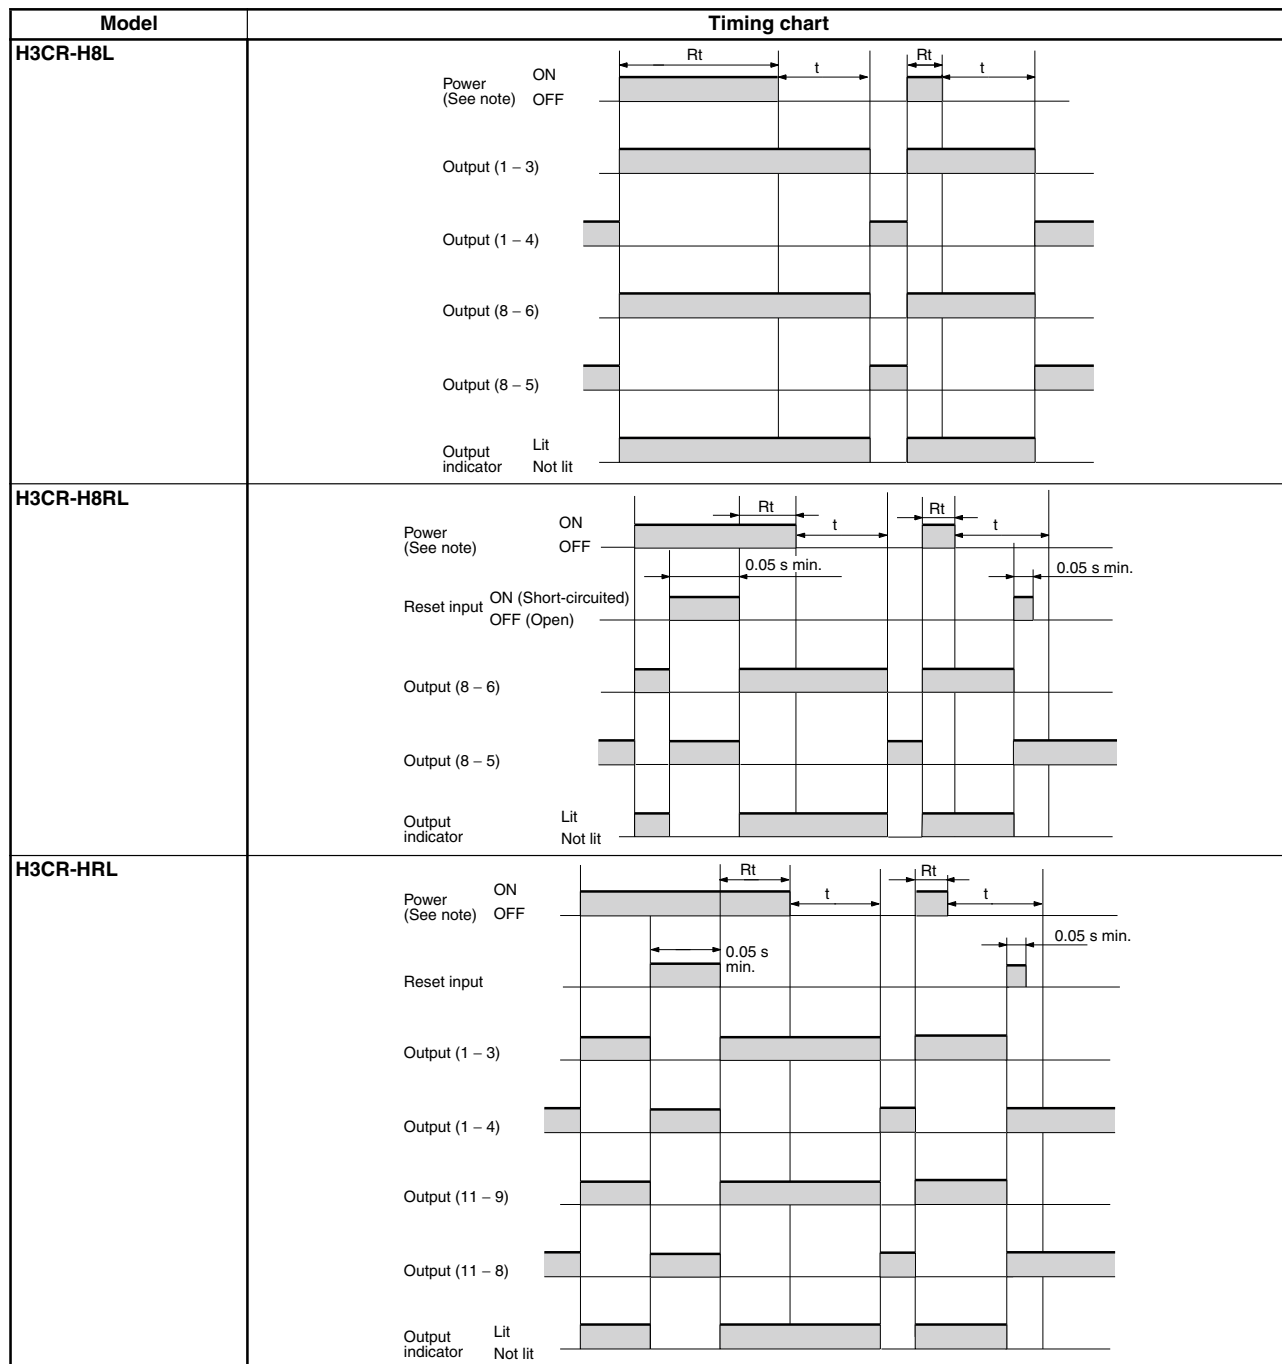 Model
Timing chart
H3CR-H8L
Rt
t
Rt
t
Power
(See note)
ON
OFF
Output (1 – 3)
Output (1 – 4)
Output (8 – 6)
Output (8 – 5)
Output
indicator
Lit
Not lit
H3CR-H8RL
Rt
t
Rt
t
Power
(See note)
ON
OFF
0.05 s min.
0.05 s min.
Reset input
ON (Short-circuited)
OFF (Open)
Output (8 – 6)
Output (8 – 5)
Output
indicator
Lit
Not lit
H3CR-HRL
Rt
t
Rt
t
Power
(See note)
ON
OFF
0.05 s
min.
0.05 s min.
Reset input
Output (1 – 3)
Output (1 – 4)
Output (11 – 9)
Output (11 – 8)
Output
indicator
Lit
Not lit